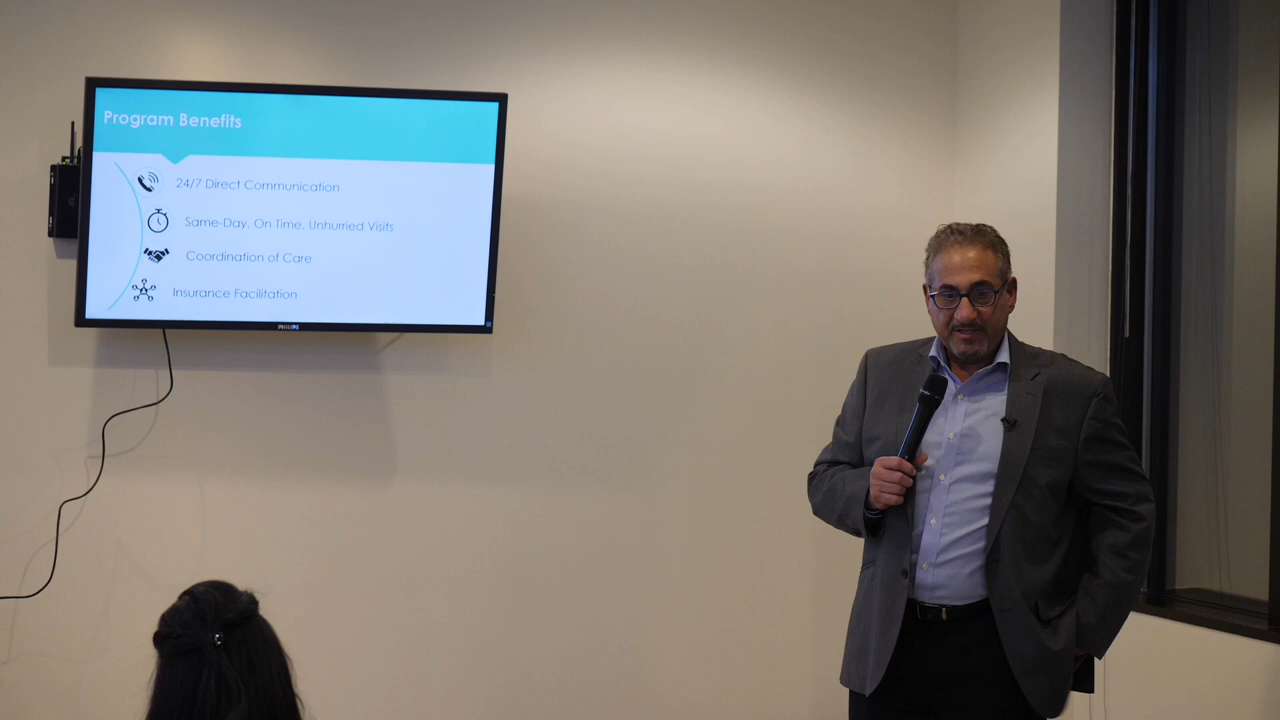 Program Benefits
24/7 Direct Communication
Same-Day, On Time, Unhurried Visits
Coordination of Care
Insurance Facilitation
PHILIPS